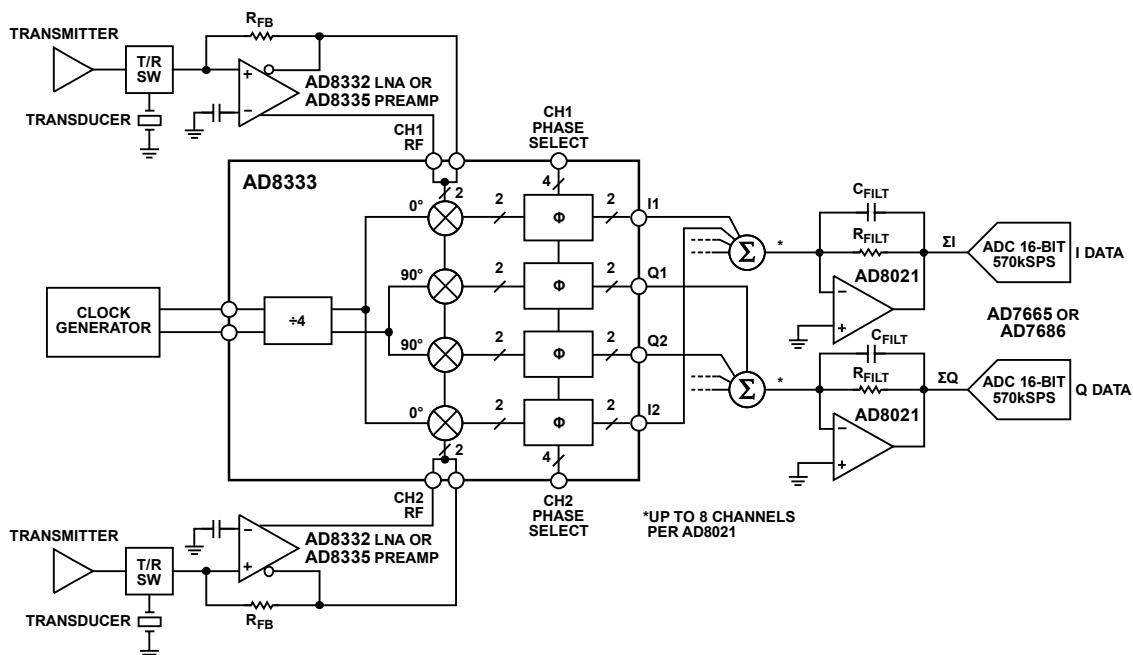 RFB
TRANSMITTER
T/R
SW
AD8332 LNA OR
AD8335 PREAMP
TRANSDUCER
+
−
CH1
RF
CH1
PHASE
SELECT
AD8333
2
4
0°
2
Φ
2
I1
90°
2
Φ
2
Q1
CLOCK
GENERATOR
÷4
90°
2
Φ
2
Q2
0°
2
Φ
2
I2
2
4
Σ
*
CFILT
RFILT
−
+
AD8021
ΣI
ADC 16-BIT
570kSPS
I DATA
AD7665 OR
AD7686
Σ
*
CFILT
RFILT
−
+
AD8021
ΣQ
ADC 16-BIT
570kSPS
Q DATA
CH2
RF
CH2
PHASE
SELECT
*UP TO 8 CHANNELS
PER AD8021
TRANSMITTER
T/R
SW
−
+
AD8332 LNA OR
AD8335 PREAMP
TRANSDUCER
RFB